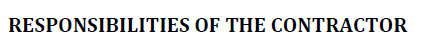 RESPONSIBILITIES OF THE CONTRACTOR